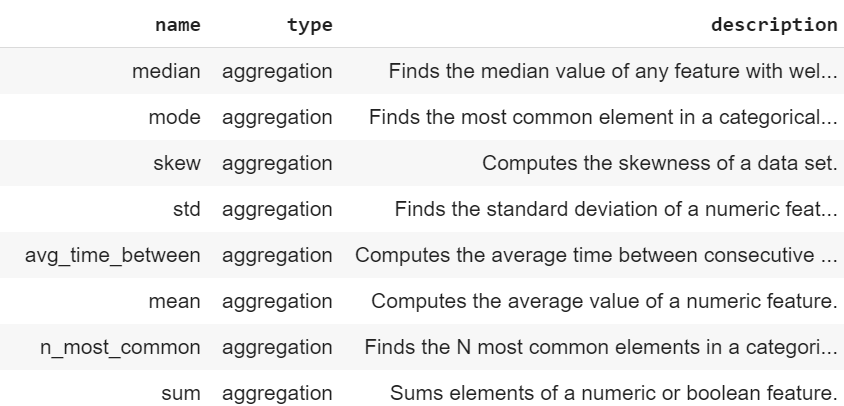 name type description
median aggregation Finds the median value of any feature with wel...
mode aggregation Finds the most common element in a categorical...
skew aggregation Computes the skewness of a data set.
std aggregation Finds the standard deviation of a numeric feat...
avg_time_between aggregation Computes the average time between consecutive ...
mean aggregation Computes the average value of a numeric feature.
n_most_common aggregation Finds the N most common elements in a categori...
sum aggregation Sums elements of a numeric or boolean feature.